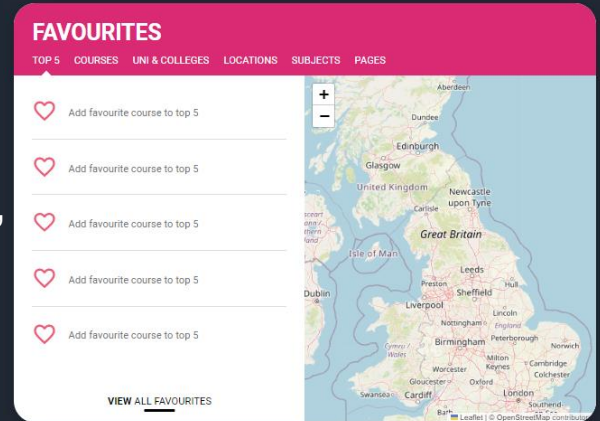 FAVOURITES
TOP 5 COURSES UNI & COLLEGES LOCATIONS SUBJECTS PAGES
Add favourite course to top 5
Add favourite course to top 5
Add favourite course to top 5
Add favourite course to top 5
Add favourite course to top 5
VIEW ALL FAVOURITES
+
−
Aberdeen
Dundee
Edinburgh
Glasgow
United Kingdom
Newcastle
upon Tyne
Carlisle
Great Britain
Isle of Man
Leeds
Preston
Hull
Sheffield
Dublin
Liverpool
Lincoln
Nottingham
England
Peterborough
Norwich
Birmingham
Cymru /
Wales
Milton
Keynes
Cambridge
Worcester
Colchester
Gloucester
Oxford
Swansea
Cardiff
London
Southend-
Bath
Leaflet | © OpenStreetMap contributor